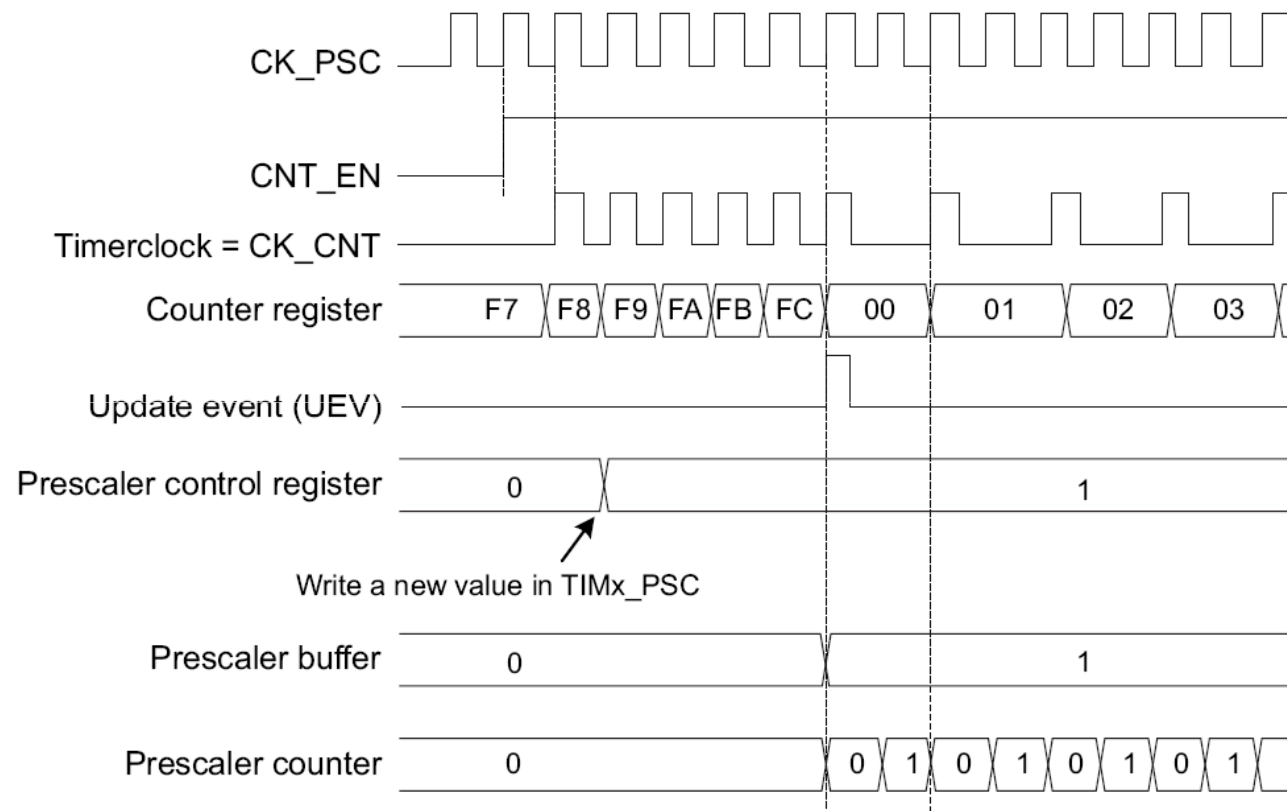 CK_PSC
CNT_EN
Timerclock = CK_CNT
Counter register F7 F8 F9 FA FB FC 00 01 02 03
Update event (UEV)
Prescaler control register 0 1
Write a new value in TIMx_PSC
Prescaler buffer 0 1
Prescaler counter 0 0 1 0 1 0 1 0 1